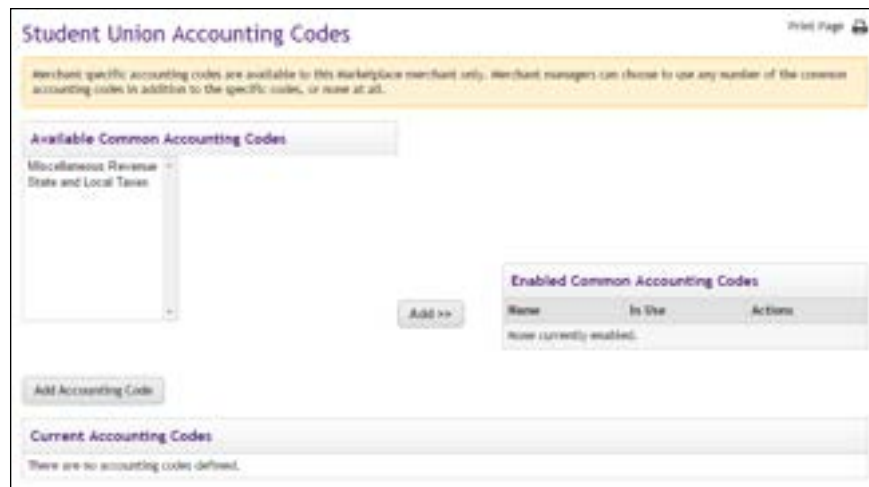 Student Union Accounting Codes
Print Page
Merchant specific accounting codes are available to this Marketplace merchant only. Merchant managers can choose to use any number of the common
accounting codes in addition to the specific codes, or none at all.
Available Common Accounting Codes
Miscellaneous Revenue
State and Local Taxes
Add >>
Enabled Common Accounting Codes
Name In Use Actions
None currently enabled.
Add Accounting Code
Current Accounting Codes
There are no accounting codes defined.